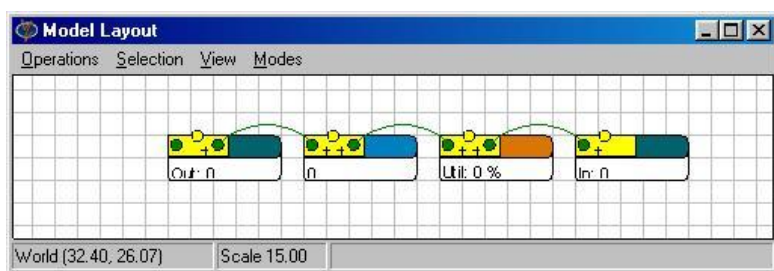 Model Layout
Operations Selection View Modes
Out: 0
0
Util: 0 %
In: 0
World (32.40, 26.07)
Scale 15.00